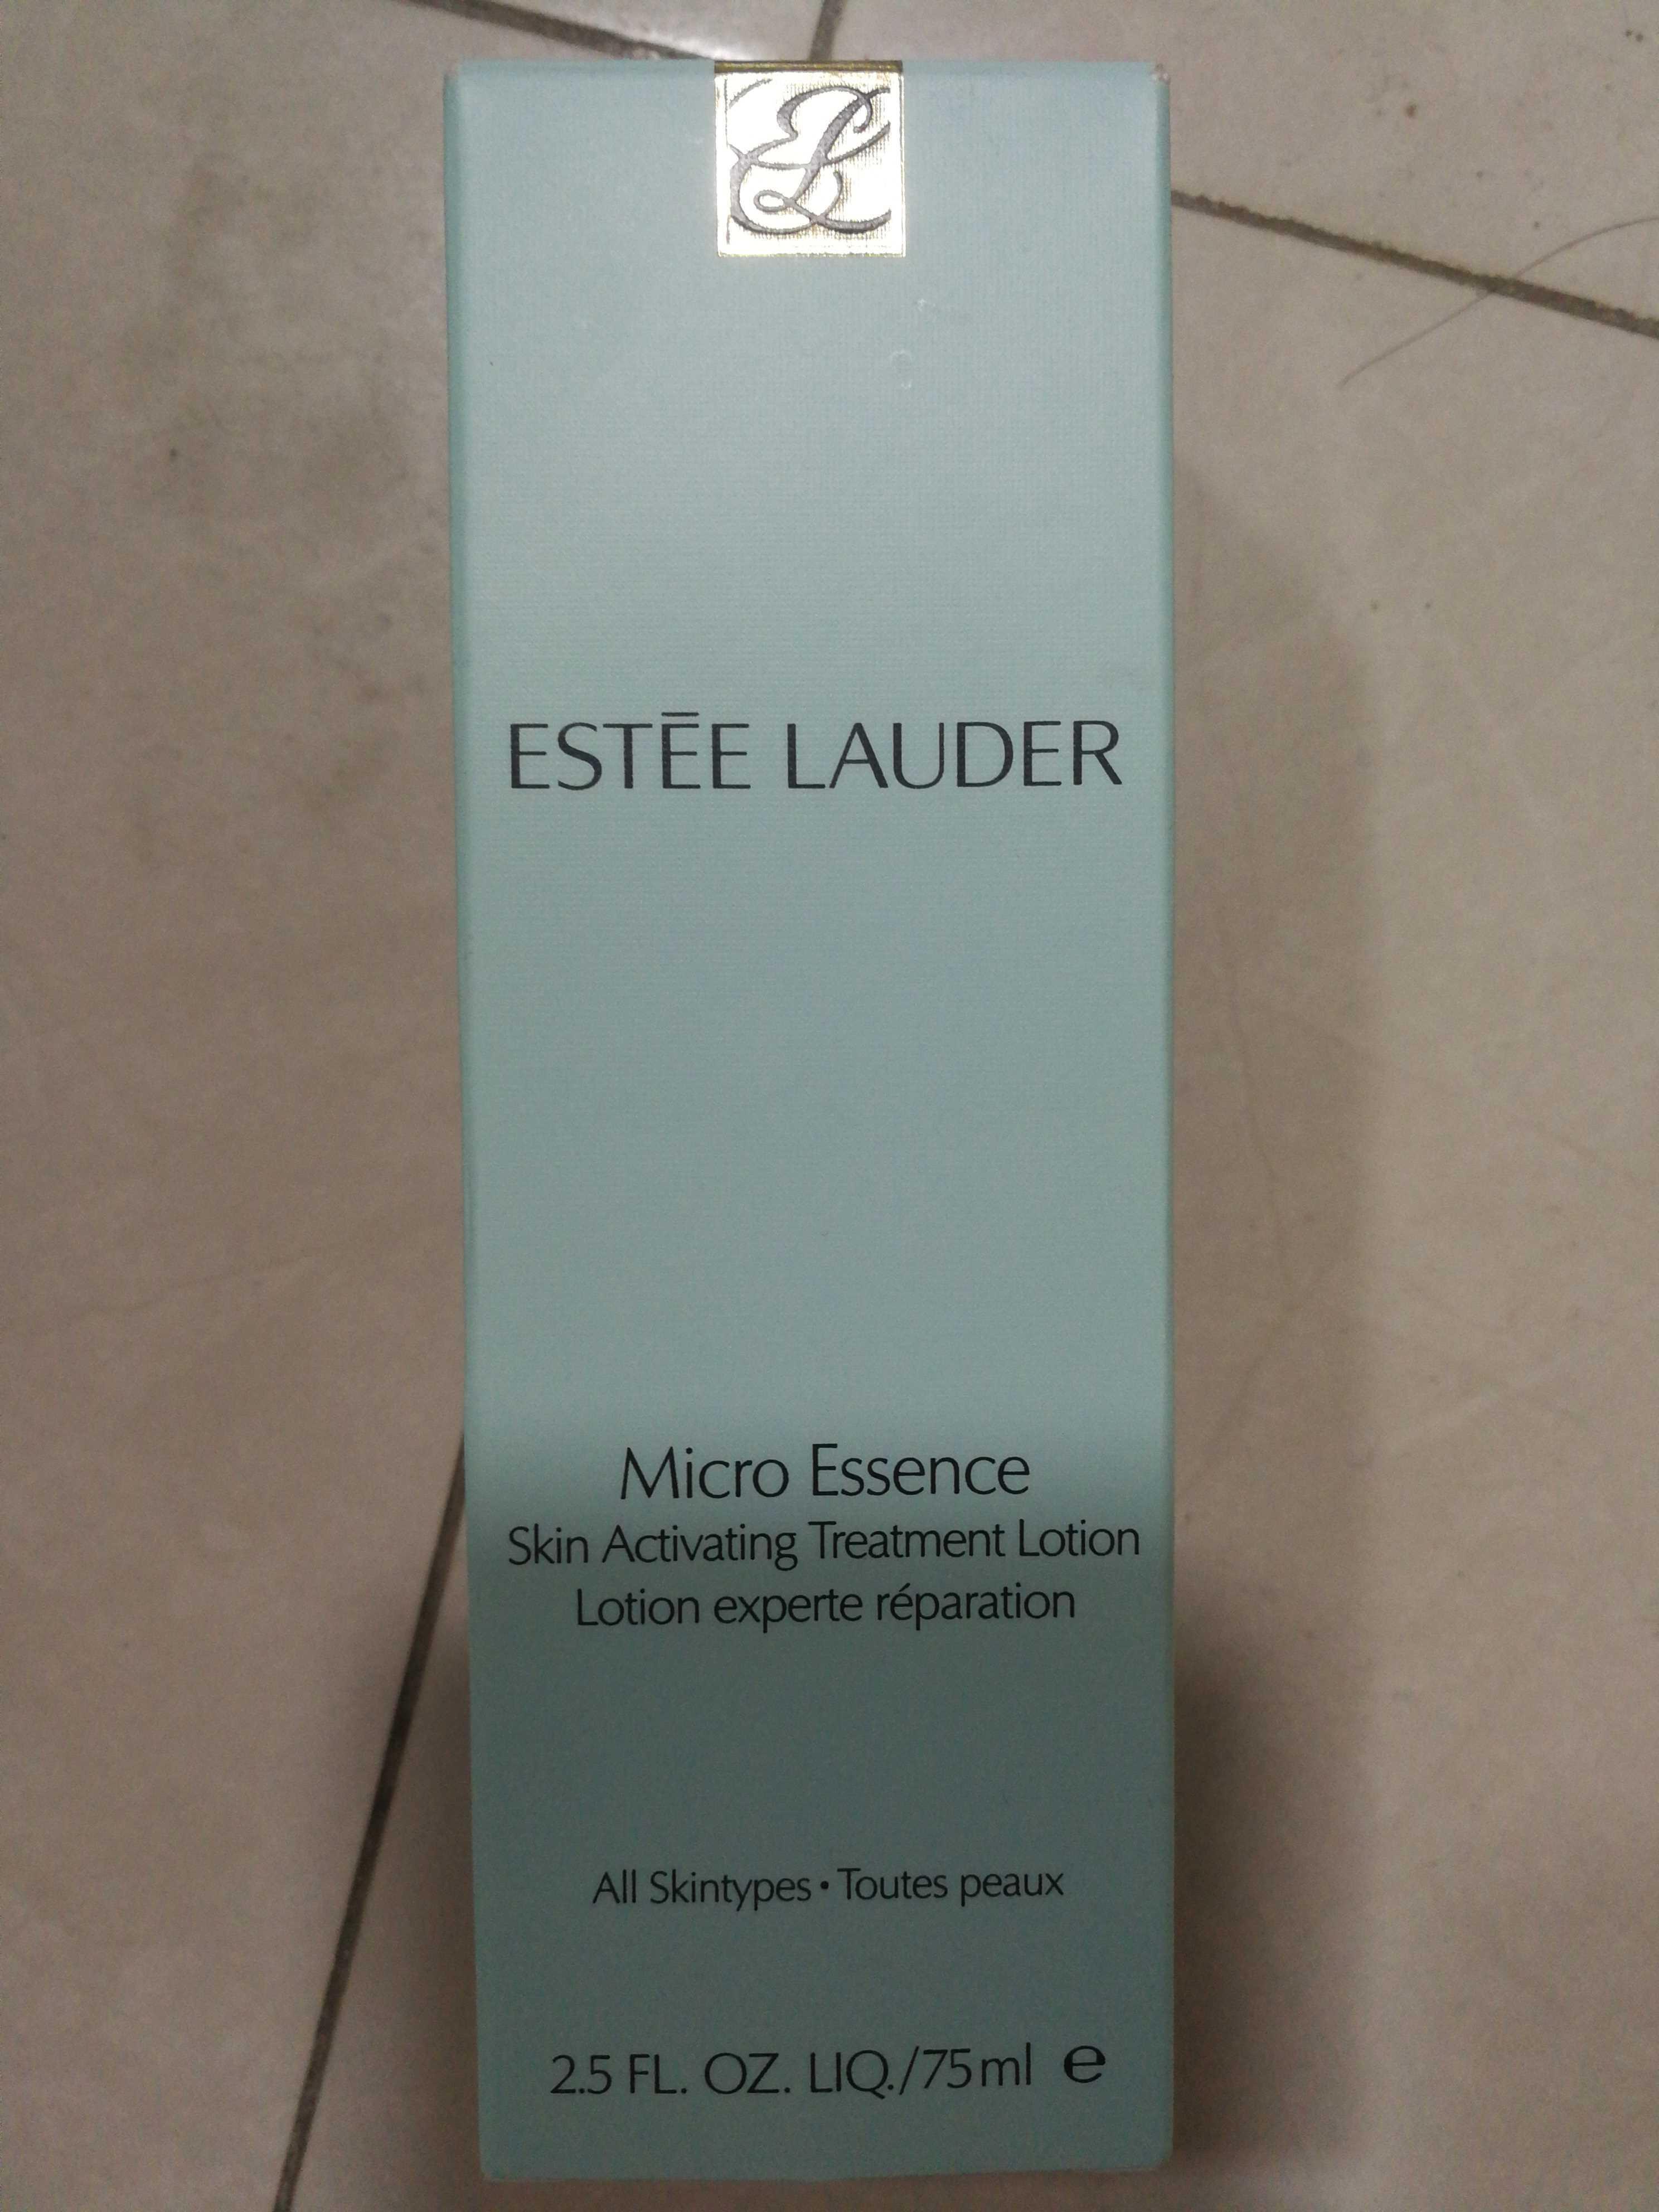 EL
ESTĒE LAUDER
Micro Essence
Skin Activating Treatment Lotion
Lotion experte réparation
All Skintypes • Toutes peaux
2.5 FL. OZ. LIQ./75ml ℮